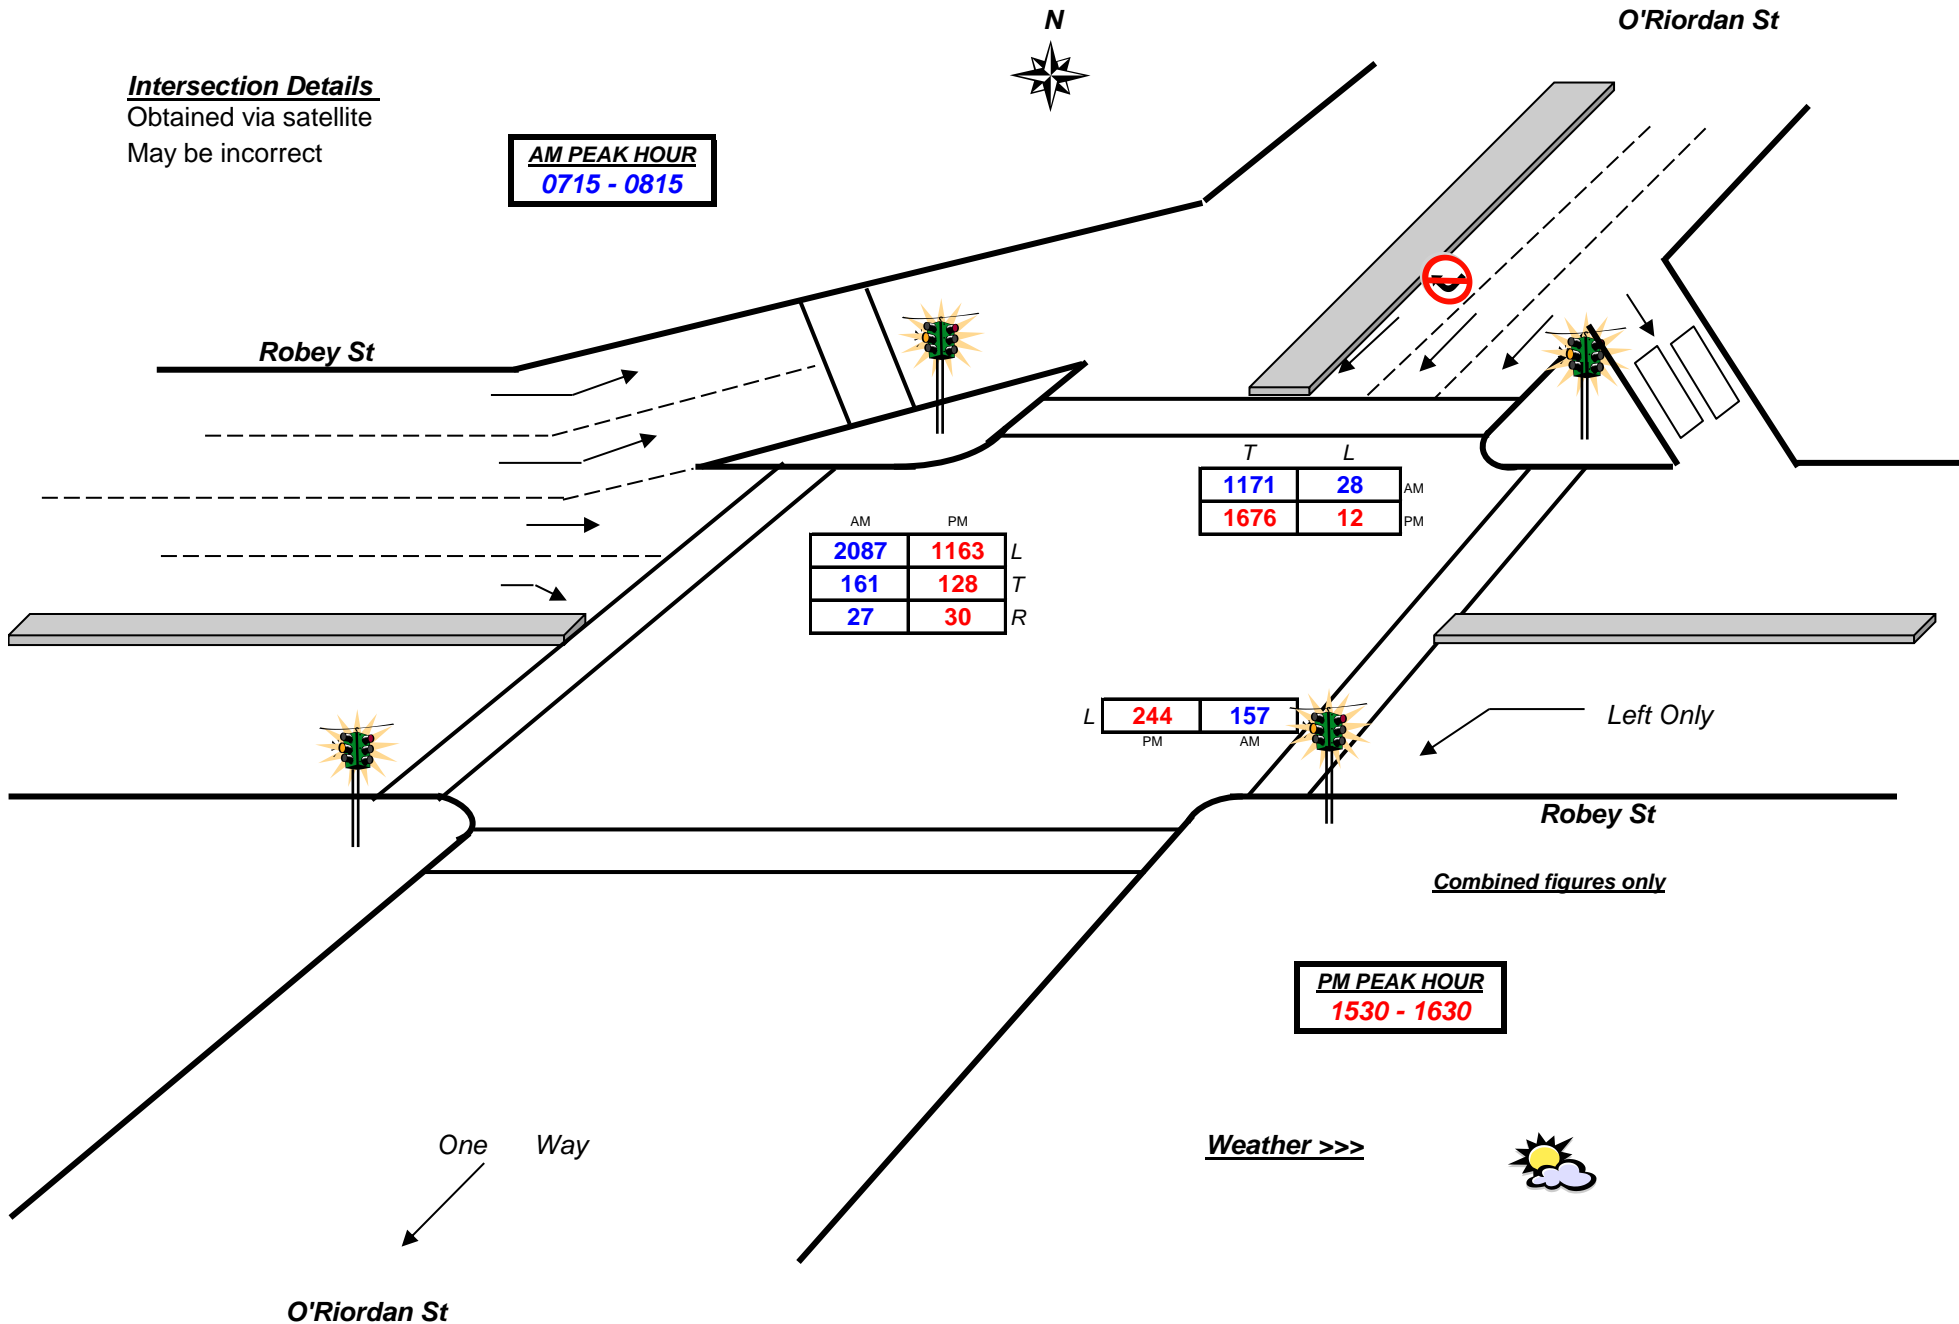 N
O'Riordan St
Intersection Details
Obtained via satellite
May be incorrect
AM PEAK HOUR
0715 - 0815
Robey St
T L
1171 28 AM
1676 12 PM
AM PM
2087 1163 L
161 128 T
27 30 R
L 244 157
PM AM
Left Only
Robey St
Combined figures only
PM PEAK HOUR
1530 - 1630
One Way
Weather >>>
O'Riordan St